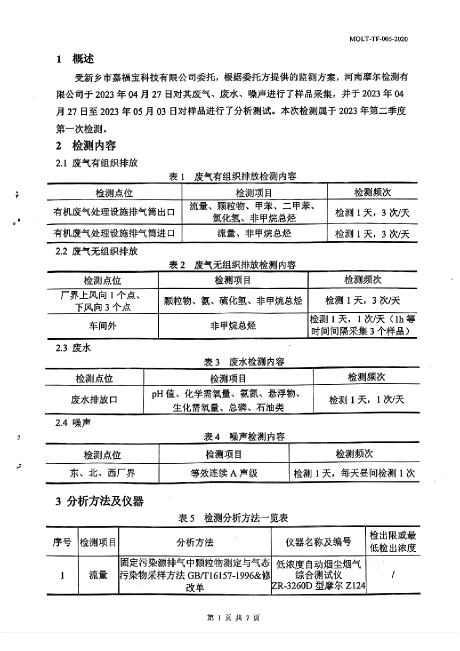 MOLT-TF-005-2020
1 概述
受新乡市嘉福宝科技有限公司委托，根据委托方提供的监测方案，河南摩尔检测有
限公司于 2023 年 04 月 27 日对其废气、废水、噪声进行了样品采集，并于 2023 年 04
月 27 日至 2023 年 05 月 03 日对样品进行了分析测试。本次检测属于 2023 年第二季度
第一次检测。
2 检测内容
2.1 废气有组织排放
表 1 废气有组织排放检测内容
检测点位 检测项目 检测频次
有机废气处理设施排气筒出口 流量、颗粒物、甲苯、二甲苯、 检测 1 天，3 次/天
氯化氢、非甲烷总烃
有机废气处理设施排气筒进口 流量、非甲烷总烃 检测 1 天，3 次/天
2.2 废气无组织排放
表 2 废气无组织排放检测内容
检测点位 检测项目 检测频次
厂界上风向 1 个点、 颗粒物、氨、硫化氢、非甲烷总烃 检测 1 天，3 次/天
下风向 3 个点
车间外 非甲烷总烃 检测 1 天，1 次/天（1h 等
时间间隔采集 3 个样品）
2.3 废水
表 3 废水检测内容
检测点位 检测项目 检测频次
废水排放口 pH 值、化学需氧量、氨氮、悬浮物、 检测 1 天，1 次/天
生化需氧量、总磷、石油类
2.4 噪声
表 4 噪声检测内容
检测点位 检测项目 检测频次
东、北、西厂界 等效连续 A 声级 检测 1 天，每天昼间检测 1 次
3 分析方法及仪器
表 5 检测分析方法一览表
序号 检测项目 分析方法 仪器名称及编号 检出限或最
低检出浓度
1 流量 固定污染源排气中颗粒物测定与气态 低浓度自动烟尘烟气 /
污染物采样方法 GB/T16157-1996&修 综合测试仪
改单 ZR-3260D 型摩尔 Z124
第 1 页 共 7 页